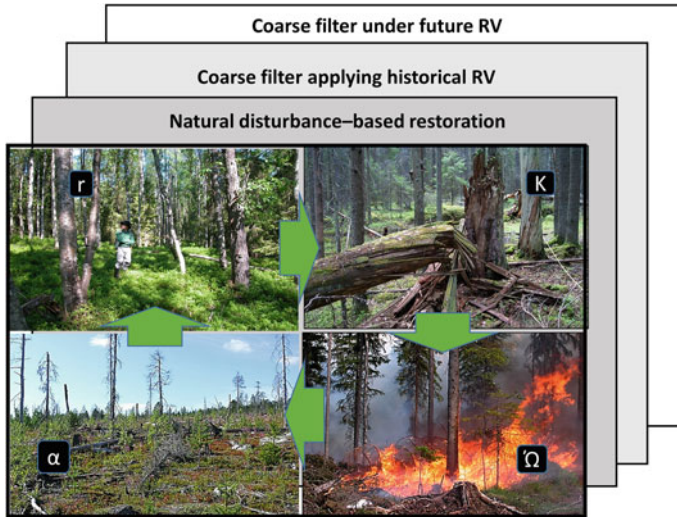 Coarse filter under future RV
Coarse filter applying historical RV
Natural disturbance–based restoration
r
K
α
Ώ